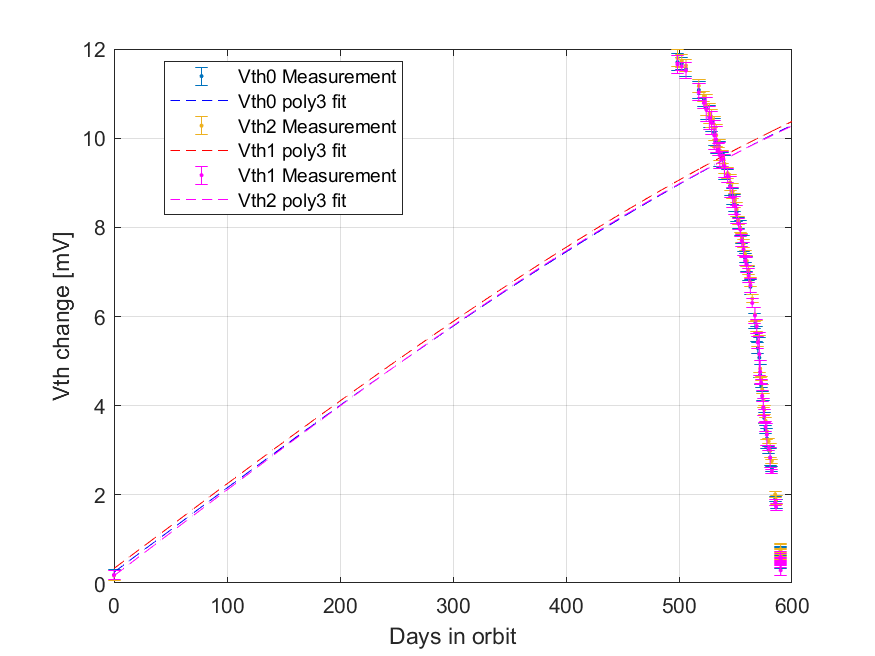 12
10
8
6
4
2
0
Vth change [mV]
Vth0 Measurement
Vth0 poly3 fit
Vth2 Measurement
Vth1 poly3 fit
Vth1 Measurement
Vth2 poly3 fit
0 100 200 300 400 500 600
Days in orbit